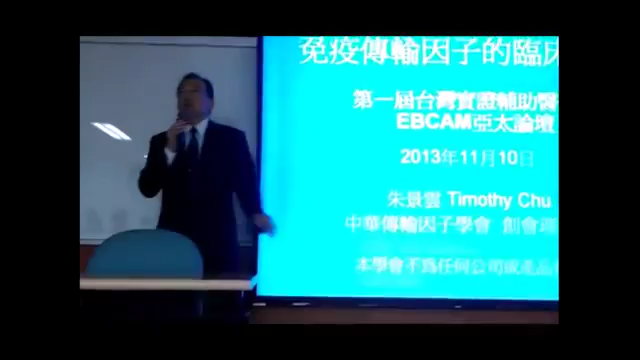 免疫傳輸因子的臨床
第一屆台灣實證輔助醫
EBCAM亞太論壇
2013年11月10日
朱景雲 Timothy Chu
中華傳輸因子學會 創會理
本學會不為任何公司或產品